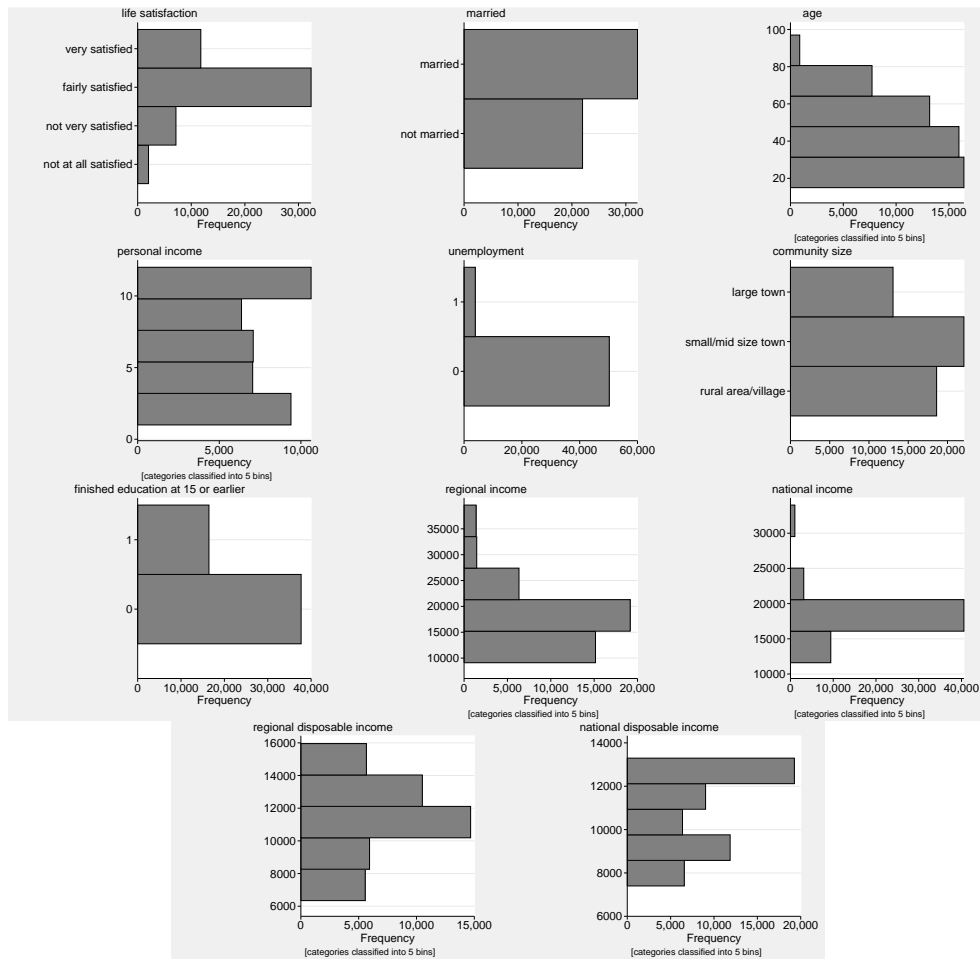 life satisfaction
very satisfied
fairly satisfied
not very satisfied
not at all satisfied
0 10,000 20,000 30,000
Frequency
married
married
not married
0 10,000 20,000 30,000
Frequency
age
100
80
60
40
20
0 5,000 10,000 15,000
Frequency
[categories classified into 5 bins]
personal income
10
5
0
0 5,000 10,000
Frequency
[categories classified into 5 bins]
unemployment
1
0
0 20,000 40,000 60,000
Frequency
community size
large town
small/mid size town
rural area/village
0 5,000 10,000 15,000 20,000
Frequency
finished education at 15 or earlier
1
0
0 10,000 20,000 30,000 40,000
Frequency
regional income
35000
30000
25000
20000
15000
10000
0 5,000 10,000 15,000 20,000
Frequency
[categories classified into 5 bins]
national income
30000
25000
20000
15000
10000
0 10,000 20,000 30,000 40,000
Frequency
[categories classified into 5 bins]
regional disposable income
16000
14000
12000
10000
8000
6000
0 5,000 10,000 15,000
Frequency
[categories classified into 5 bins]
national disposable income
14000
12000
10000
8000
6000
0 5,000 10,000 15,000 20,000
Frequency
[categories classified into 5 bins]